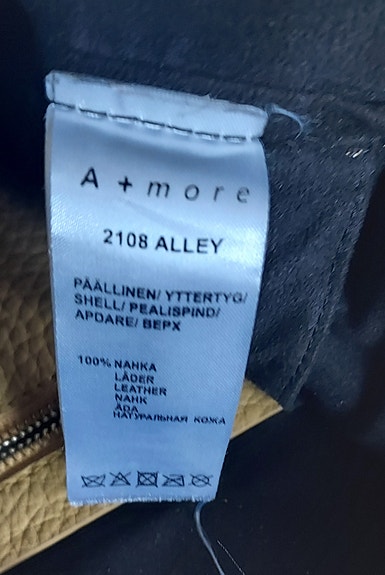 A + more
2108 ALLEY
PÄÄLLINEN/ YTTERTYG/
SHELL/ PEALISPIND/
APDARE/ ВЕРХ
100% NAHKA
LÄDER
LEATHER
NAHK
ĀDA
НАТУРАЛЬНАЯ КОЖА